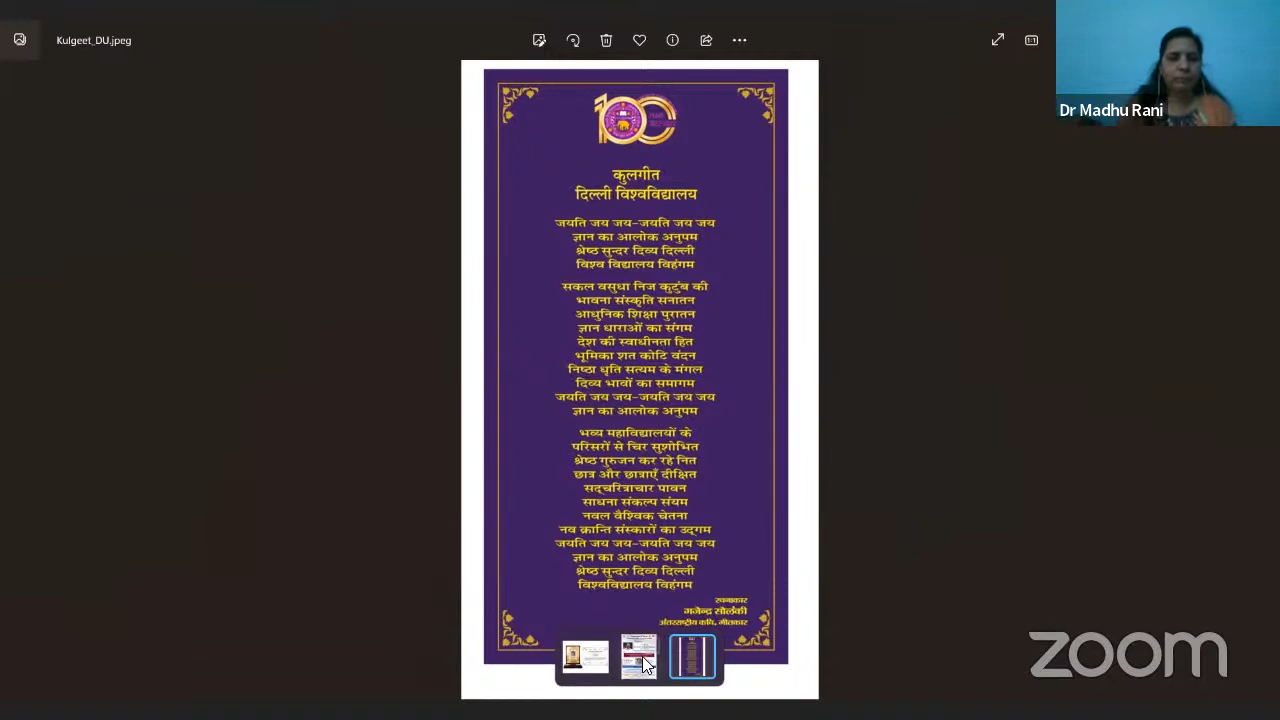 Kulgeet_DU.jpeg
Dr Madhu Rani
100
कुलगीत
दिल्ली विश्वविद्यालय
जयति जय जय-जयति जय जय
ज्ञान का आलोक अनुपम
श्रेष्ठ सुन्दर दिव्य दिल्ली
विश्व विद्यालय विहंगम
सकल वसुधा निज कुटुंब की
भावना संस्कृति सनातन
आधुनिक शिक्षा पुरातन
ज्ञान धाराओं का संगम
देश की स्वाधीनता हित
भूमिका शत कोटि वंदन
निष्ठा धृति सत्यम के मंगल
दिव्य भावों का समागम
जयति जय जय-जयति जय जय
ज्ञान का आलोक अनुपम
भव्य महाविद्यालयों के
परिसरों से चिर सुशोभित
श्रेष्ठ गुरुजन कर रहे नित
छात्र और छात्राएँ दीक्षित
सद्चरित्राचार पावन
साधना संकल्प संयम
नवल वैश्विक चेतना
नव क्रान्ति संस्कारों का उद्गम
जयति जय जय-जयति जय जय
ज्ञान का आलोक अनुपम
श्रेष्ठ सुन्दर दिव्य दिल्ली
विश्वविद्यालय विहंगम
रचनाकार
गजेन्द्र सोलंकी
अंतरराष्ट्रीय कवि, गीतकार
zoom